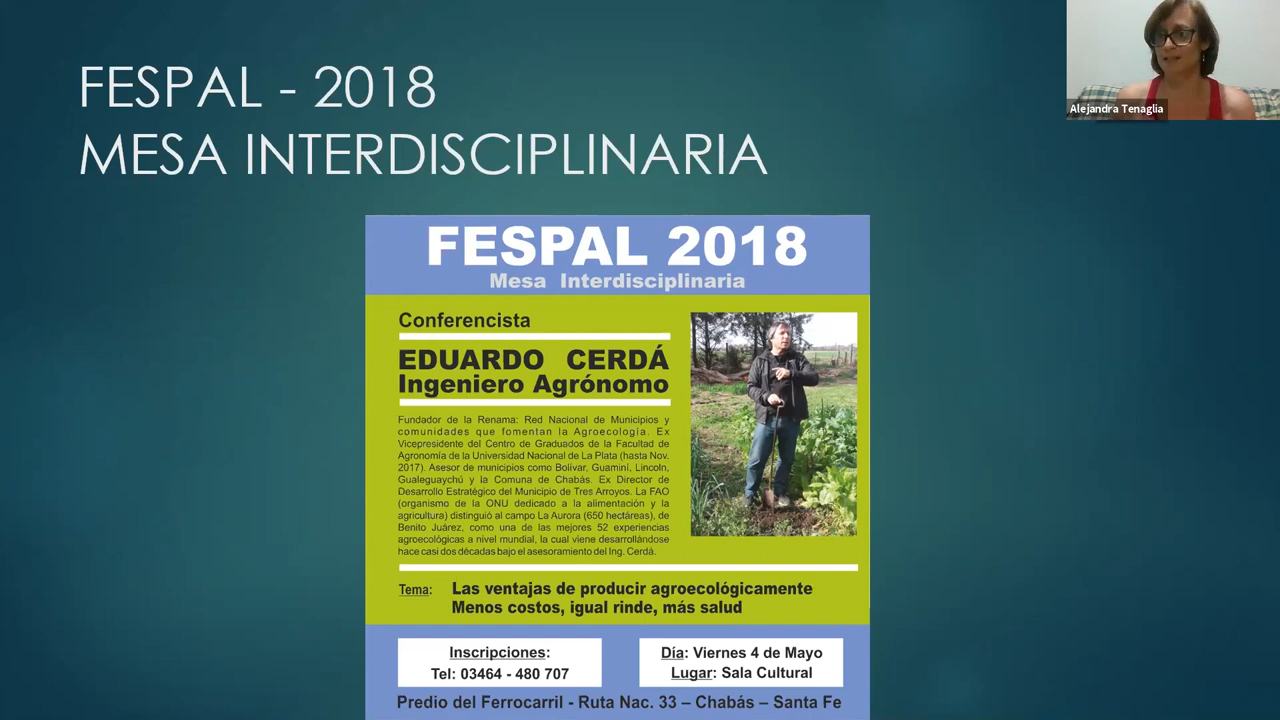 FESPAL - 2018
MESA INTERDISCIPLINARIA
Alejandra Tenaglia
FESPAL 2018
Mesa Interdisciplinaria
Conferencista
EDUARDO CERDÁ
Ingeniero Agrónomo
Fundador de la Renama: Red Nacional de Municipios y
comunidades que fomentan la Agroecología. Ex
Vicepresidente del Centro de Graduados de la Facultad de
Agronomía de la Universidad Nacional de La Plata (hasta Nov.
2017). Asesor de municipios como Bolívar, Guaminí, Lincoln,
Gualeguaychú y la Comuna de Chabás. Ex Director de
Desarrollo Estratégico del Municipio de Tres Arroyos. La FAO
(organismo de la ONU dedicado a la alimentación y la
agricultura) distinguió al campo La Aurora (650 hectáreas), de
Benito Juárez, como una de las mejores 52 experiencias
agroecológicas a nivel mundial, la cual viene desarrollándose
hace casi dos décadas bajo el asesoramiento del Ing. Cerdá.
Tema: Las ventajas de producir agroecológicamente
Menos costos, igual rinde, más salud
Inscripciones:
Tel: 03464 - 480 707
Día: Viernes 4 de Mayo
Lugar: Sala Cultural
Predio del Ferrocarril - Ruta Nac. 33 – Chabás – Santa Fe